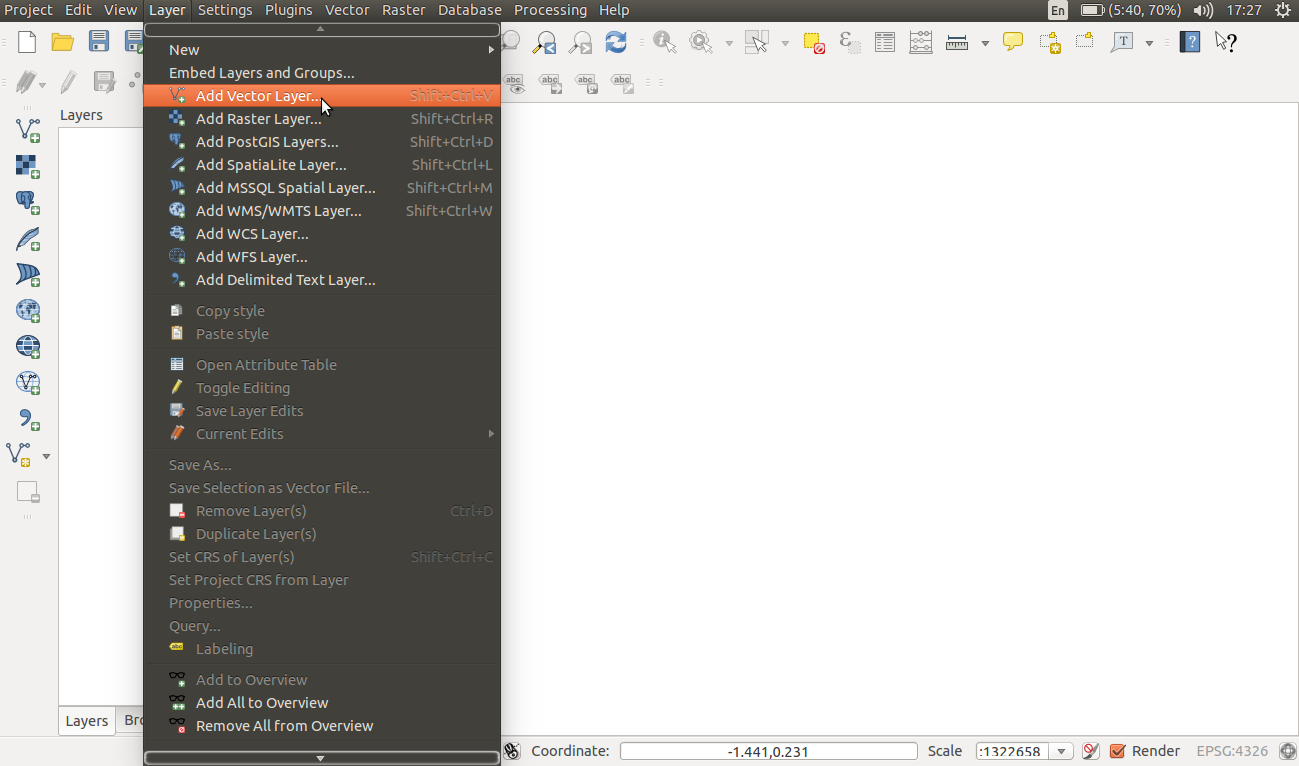 Project Edit View Layer Settings Plugins Vector Raster Database Processing Help En (5:40, 70%) 17:27
New
Embed Layers and Groups...
Add Vector Layer... Shift+Ctrl+V
Add Raster Layer... Shift+Ctrl+R
Add PostGIS Layers... Shift+Ctrl+D
Add SpatiaLite Layer... Shift+Ctrl+L
Add MSSQL Spatial Layer... Shift+Ctrl+M
Add WMS/WMTS Layer... Shift+Ctrl+W
Add WCS Layer...
Add WFS Layer...
Add Delimited Text Layer...
Copy style
Paste style
Open Attribute Table
Toggle Editing
Save Layer Edits
Current Edits
Save As...
Save Selection as Vector File...
Remove Layer(s) Ctrl+D
Duplicate Layer(s)
Set CRS of Layer(s) Shift+Ctrl+C
Set Project CRS from Layer
Properties...
Query...
abc Labeling
Add to Overview
Add All to Overview
Remove All from Overview
T
abc abc abc abc
Layers
Layers Bro
Coordinate: -1.441,0.231 Scale :1322658 Render EPSG:4326